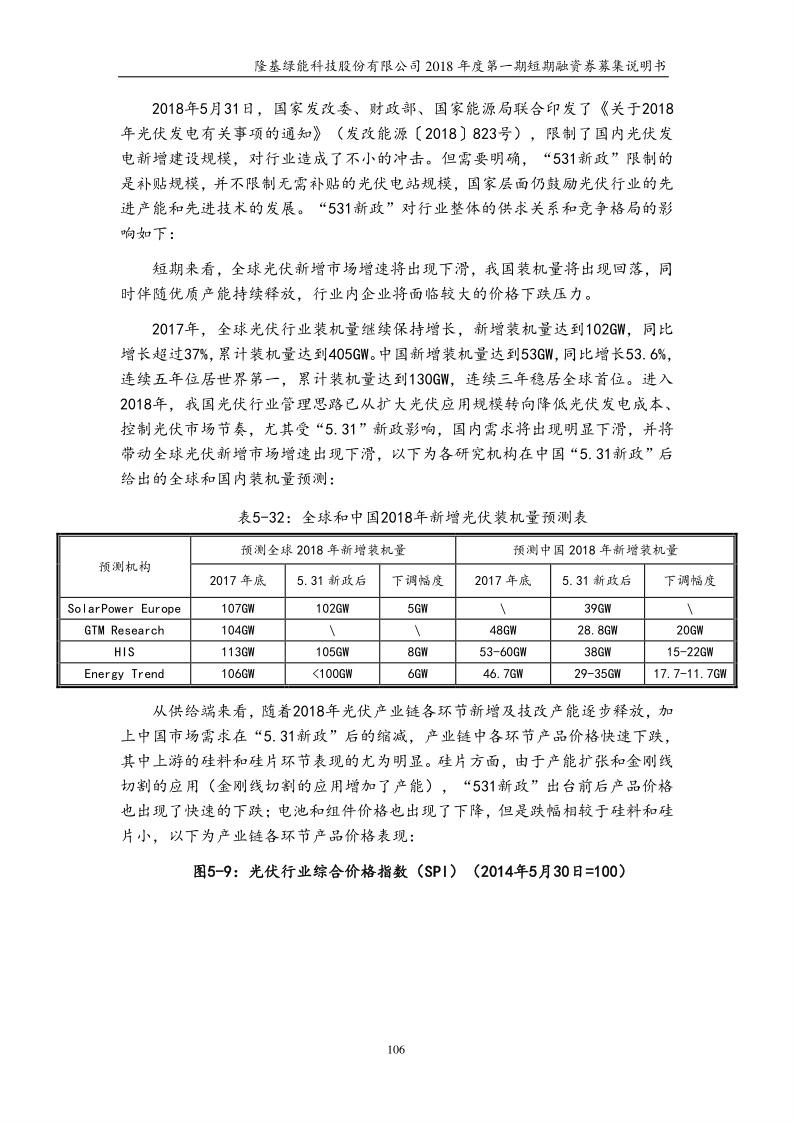 隆基绿能科技股份有限公司 2018 年度第一期短期融资券募集说明书
2018年5月31日，国家发改委、财政部、国家能源局联合印发了《关于2018
年光伏发电有关事项的通知》（发改能源〔2018〕823号），限制了国内光伏发
电新增建设规模，对行业造成了不小的冲击。但需要明确，“531新政”限制的
是补贴规模，并不限制无需补贴的光伏电站规模，国家层面仍鼓励光伏行业的先
进产能和先进技术的发展。“531新政”对行业整体的供求关系和竞争格局的影
响如下：
短期来看，全球光伏新增市场增速将出现下滑，我国装机量将出现回落，同
时伴随优质产能持续释放，行业内企业将面临较大的价格下跌压力。
2017年，全球光伏行业装机量继续保持增长，新增装机量达到102GW，同比
增长超过37%，累计装机量达到405GW。中国新增装机量达到53GW，同比增长53.6%，
连续五年位居世界第一，累计装机量达到130GW，连续三年稳居全球首位。进入
2018年，我国光伏行业管理思路已从扩大光伏应用规模转向降低光伏发电成本、
控制光伏市场节奏，尤其受“5.31”新政影响，国内需求将出现明显下滑，并将
带动全球光伏新增市场增速出现下滑，以下为各研究机构在中国“5.31新政”后
给出的全球和国内装机量预测：
表5-32：全球和中国2018年新增光伏装机量预测表
预测机构 预测全球 2018 年新增装机量 预测中国 2018 年新增装机量
2017 年底 5.31 新政后 下调幅度 2017 年底 5.31 新政后 下调幅度
SolarPower Europe 107GW 102GW 5GW \ 39GW \
GTM Research 104GW \ \ 48GW 28.8GW 20GW
HIS 113GW 105GW 8GW 53-60GW 38GW 15-22GW
Energy Trend 106GW <100GW 6GW 46.7GW 29-35GW 17.7-11.7GW
从供给端来看，随着2018年光伏产业链各环节新增及技改产能逐步释放，加
上中国市场需求在“5.31新政”后的缩减，产业链中各环节产品价格快速下跌，
其中上游的硅料和硅片环节表现的尤为明显。硅片方面，由于产能扩张和金刚线
切割的应用（金刚线切割的应用增加了产能），“531新政”出台前后产品价格
也出现了快速的下跌；电池和组件价格也出现了下降，但是跌幅相较于硅料和硅
片小，以下为产业链各环节产品价格表现：
图5-9：光伏行业综合价格指数（SPI）（2014年5月30日=100）
106